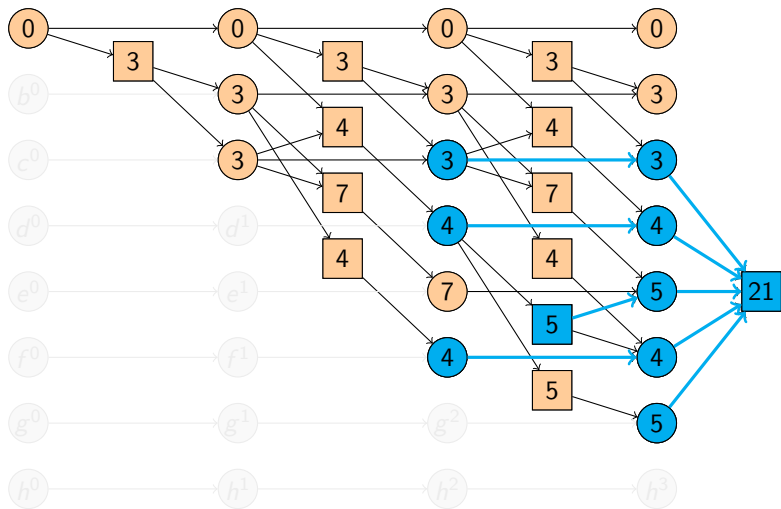 0 0 0 0
3 3 3
b⁰ 3 3 3
4 4
c⁰ 3 3 3
7 7
d⁰ d¹ 4 4
4 4
e⁰ e¹ 7 5 21
5
f⁰ f¹ 4 4
5
g⁰ g¹ g² 5
h⁰ h¹ h² h³